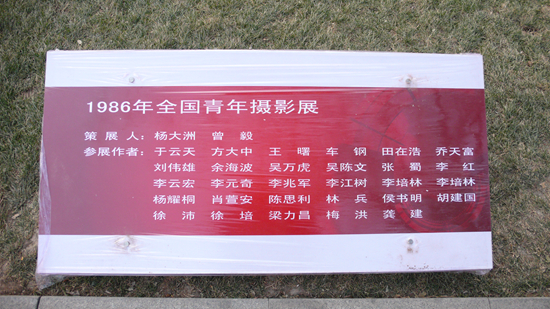 1986年全国青年摄影展
策 展 人：杨大洲 曾 毅
参展作者：于云天 方大中 王 曙 车 钢 田在浩 乔天富
刘伟雄 余海波 吴万虎 吴陈文 张 蜀 李 红
李云宏 李元奇 李兆军 李江树 李培林 李培林
杨耀桐 肖萱安 陈思利 林 兵 侯书明 胡建国
徐 沛 徐 培 梁力昌 梅 洪 龚 建